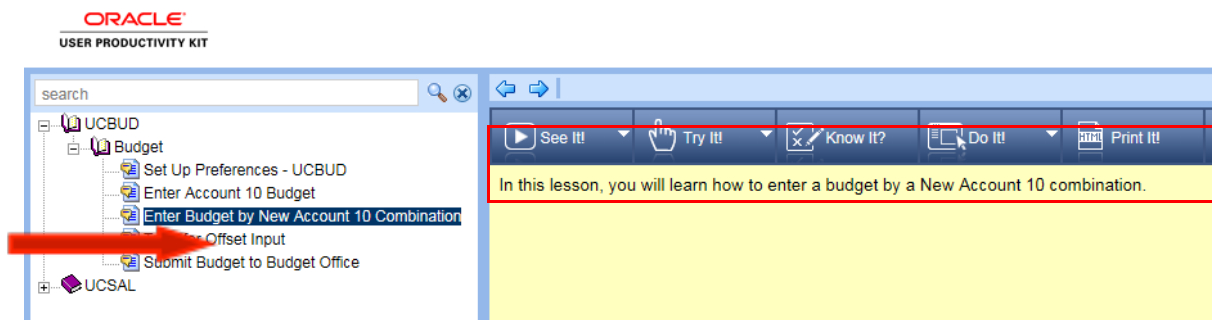 ORACLE
USER PRODUCTIVITY KIT
search
UCBUD
Budget
Set Up Preferences - UCBUD
Enter Account 10 Budget
Enter Budget by New Account 10 Combination
Offset Input
Submit Budget to Budget Office
UCSAL
See It!
Try It!
Know It?
Do It!
HTML
Print It!
In this lesson, you will learn how to enter a budget by a New Account 10 combination.